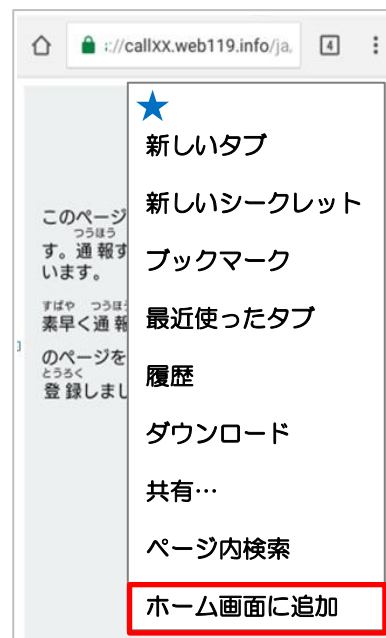 ://callXX.web119.info/ja,
4
新しいタブ
新しいシークレット
ブックマーク
最近使ったタブ
履歴
ダウンロード
共有…
ページ内検索
ホーム画面に追加
このページ
つうほう
す。通報す
います。
すばや つうほ
素早く通報
のページを
とうろく
登録しまし